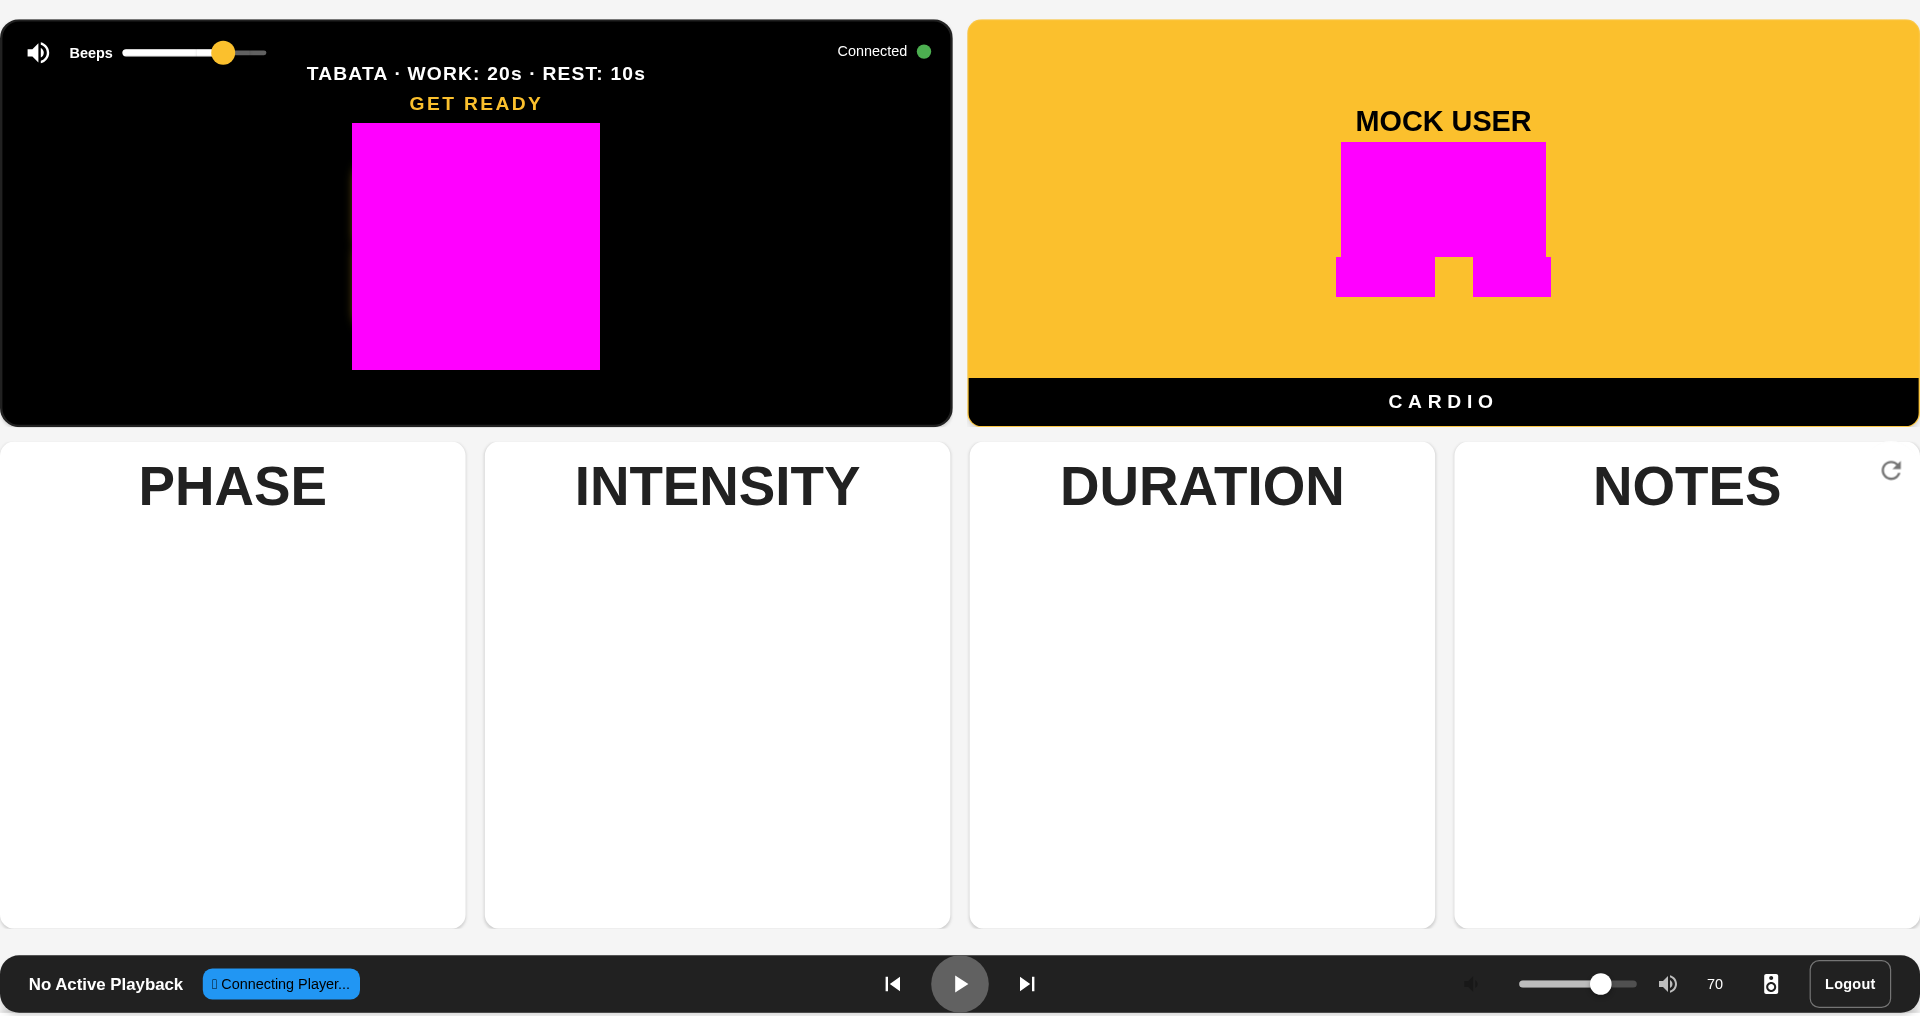 Beeps
Connected
TABATA · WORK: 20s · REST: 10s
GET READY
MOCK USER
CARDIO
PHASE
INTENSITY
DURATION
NOTES
No Active Playback
Connecting Player...
70
Logout